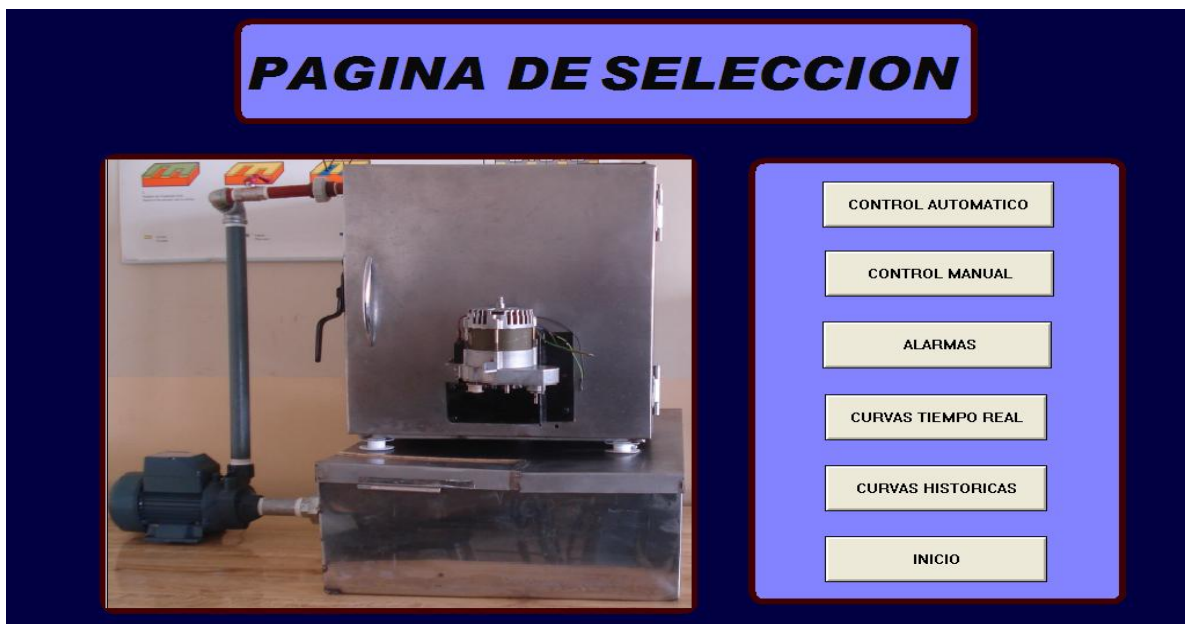 PAGINA DE SELECCION
CONTROL AUTOMATICO
CONTROL MANUAL
ALARMAS
CURVAS TIEMPO REAL
CURVAS HISTORICAS
INICIO